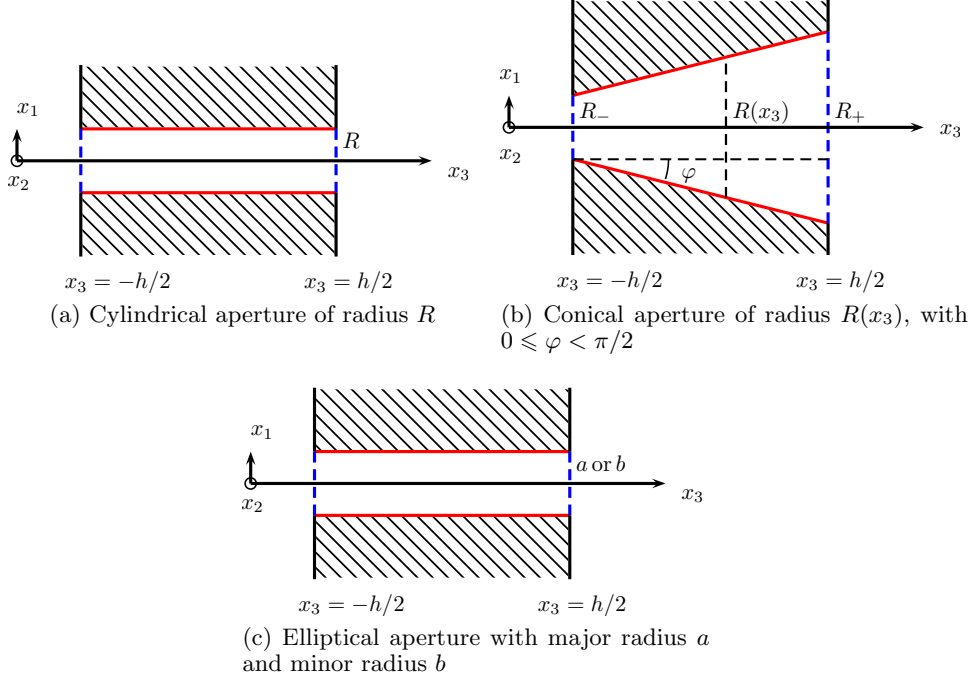 x₁
R
x₂
x₃
x₃ = −h/2
x₃ = h/2
(a) Cylindrical aperture of radius R
x₁
R₋
R(x₃)
R₊
x₃
x₂
φ
x₃ = −h/2
x₃ = h/2
(b) Conical aperture of radius R(x₃), with
0 ⩽ φ < π/2
x₁
a or b
x₂
x₃
x₃ = −h/2
x₃ = h/2
(c) Elliptical aperture with major radius a
and minor radius b